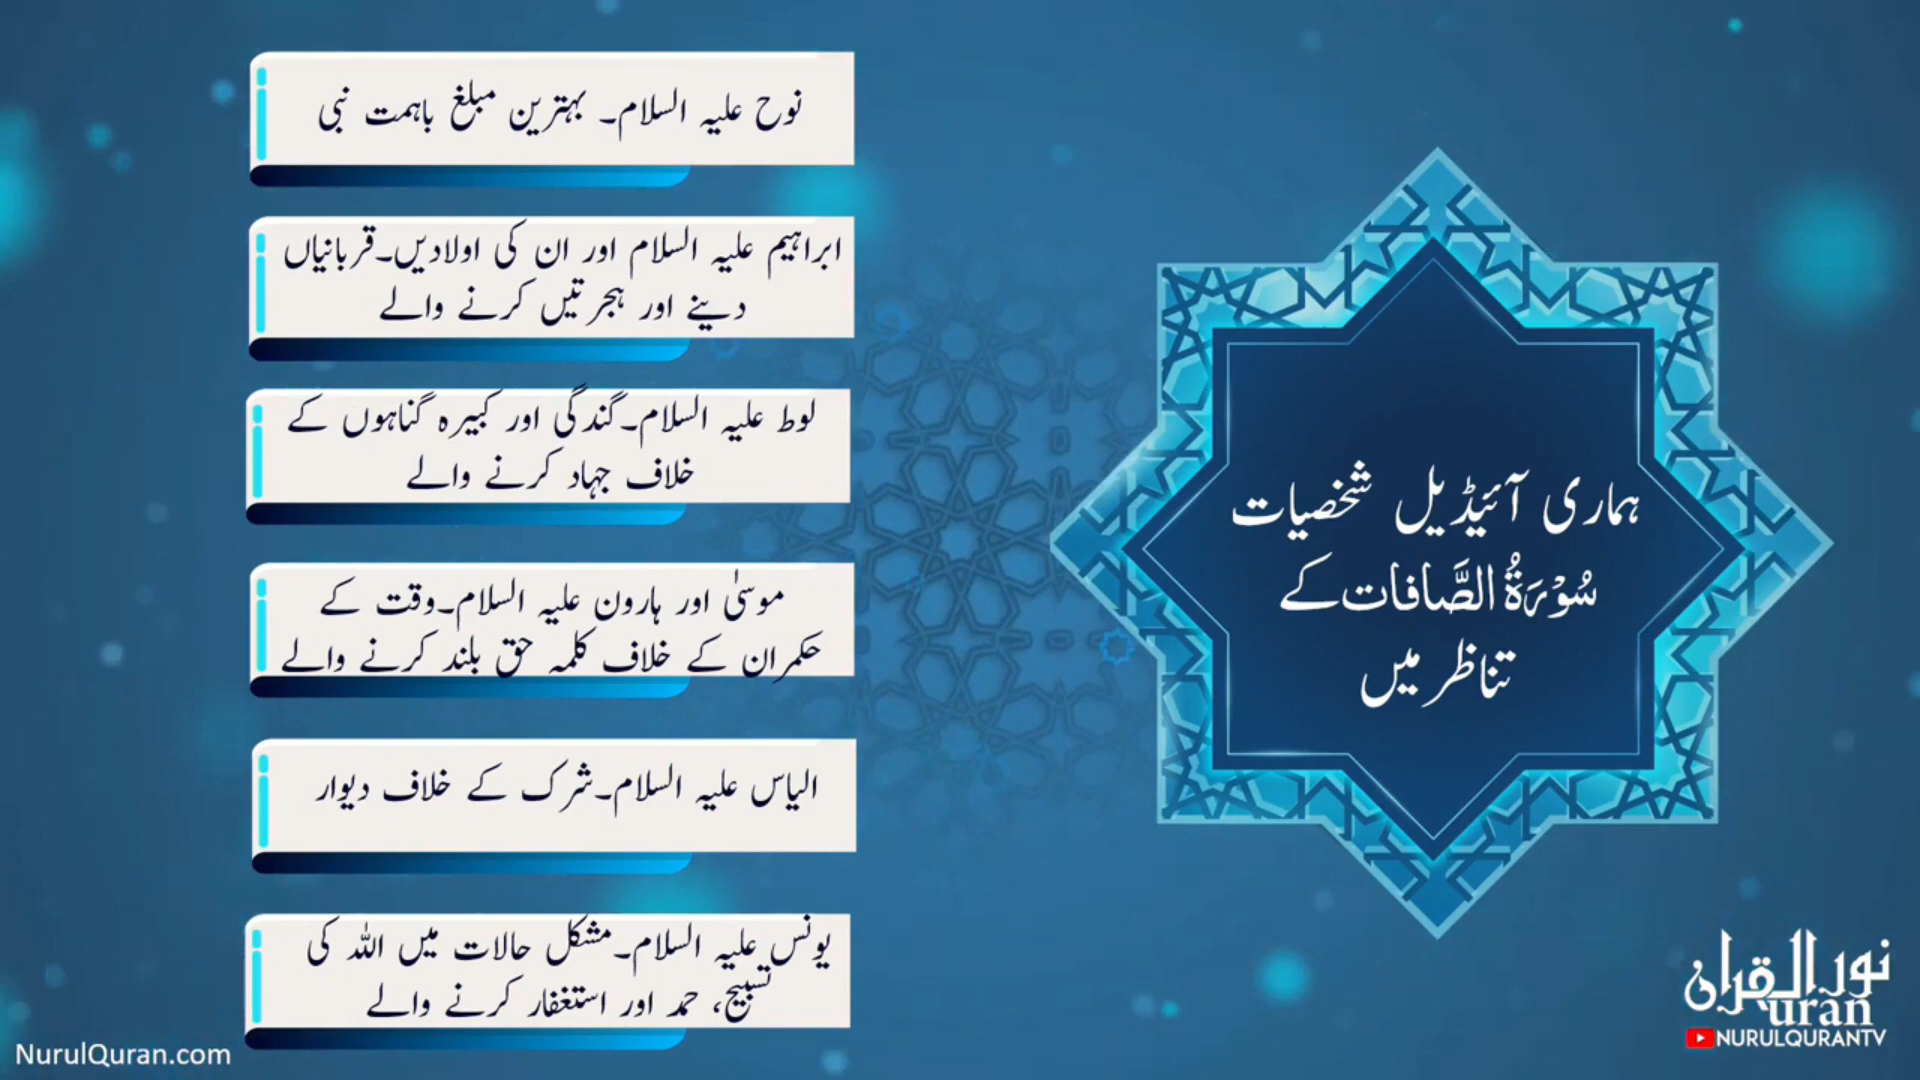 ہماری آئیڈیل شخصیات
سُوْرَةُ الصَّافات کے
تناظر میں
نوح علیہ السلام۔ بہترین مبلغ باہمت نبی
ابراہیم علیہ السلام اور ان کی اولادیں۔قربانیاں
دینے اور ہجرتیں کرنے والے
لوط علیہ السلام۔گندگی اور کبیرہ گناہوں کے
خلاف جہاد کرنے والے
موسیٰ اور ہارون علیہ السلام۔وقت کے
حکمران کے خلاف کلمہ حق بلند کرنے والے
الیاس علیہ السلام۔شرک کے خلاف دیوار
یونس علیہ السلام۔مشکل حالات میں اللہ کی
تسبیح، حمد اور استغفار کرنے والے
نور القرآن
uran
NURULQURANTV
NurulQuran.com